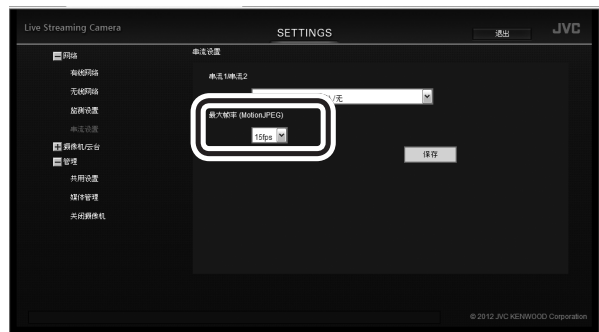 Live Streaming Camera
SETTINGS
退出
JVC
网络
有线网络
无线网络
监测设置
串流设置
摄像机/云台
管理
共用设置
媒体管理
关闭摄像机
串流设置
串流1/串流2
/无
最大帧率 (MotionJPEG)
15fps
保存
© 2012 JVC KENWOOD Corporation